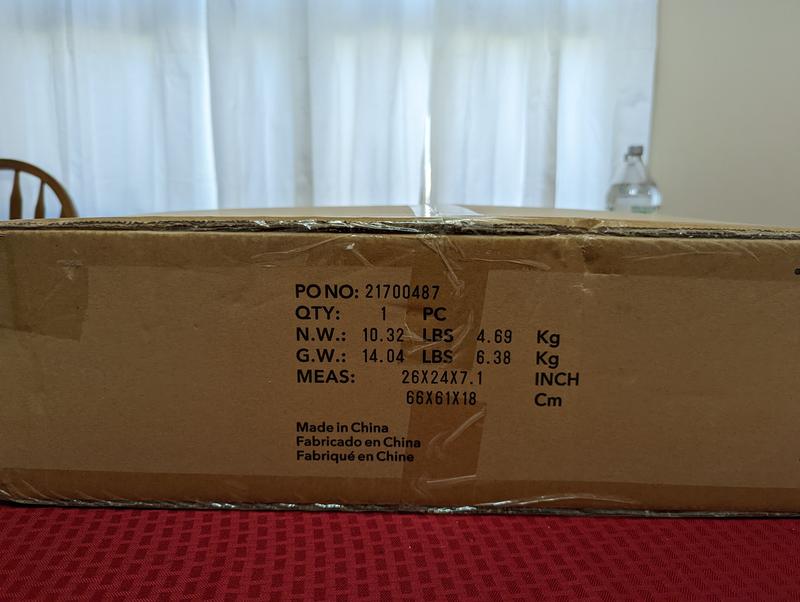 PO NO: 21700487
QTY: 1 PC
N.W.: 10.32 LBS 4.69 Kg
G.W.: 14.04 LBS 6.38 Kg
MEAS: 26X24X7.1 INCH
66X61X18 Cm
Made in China
Fabricado en China
Fabriqué en Chine